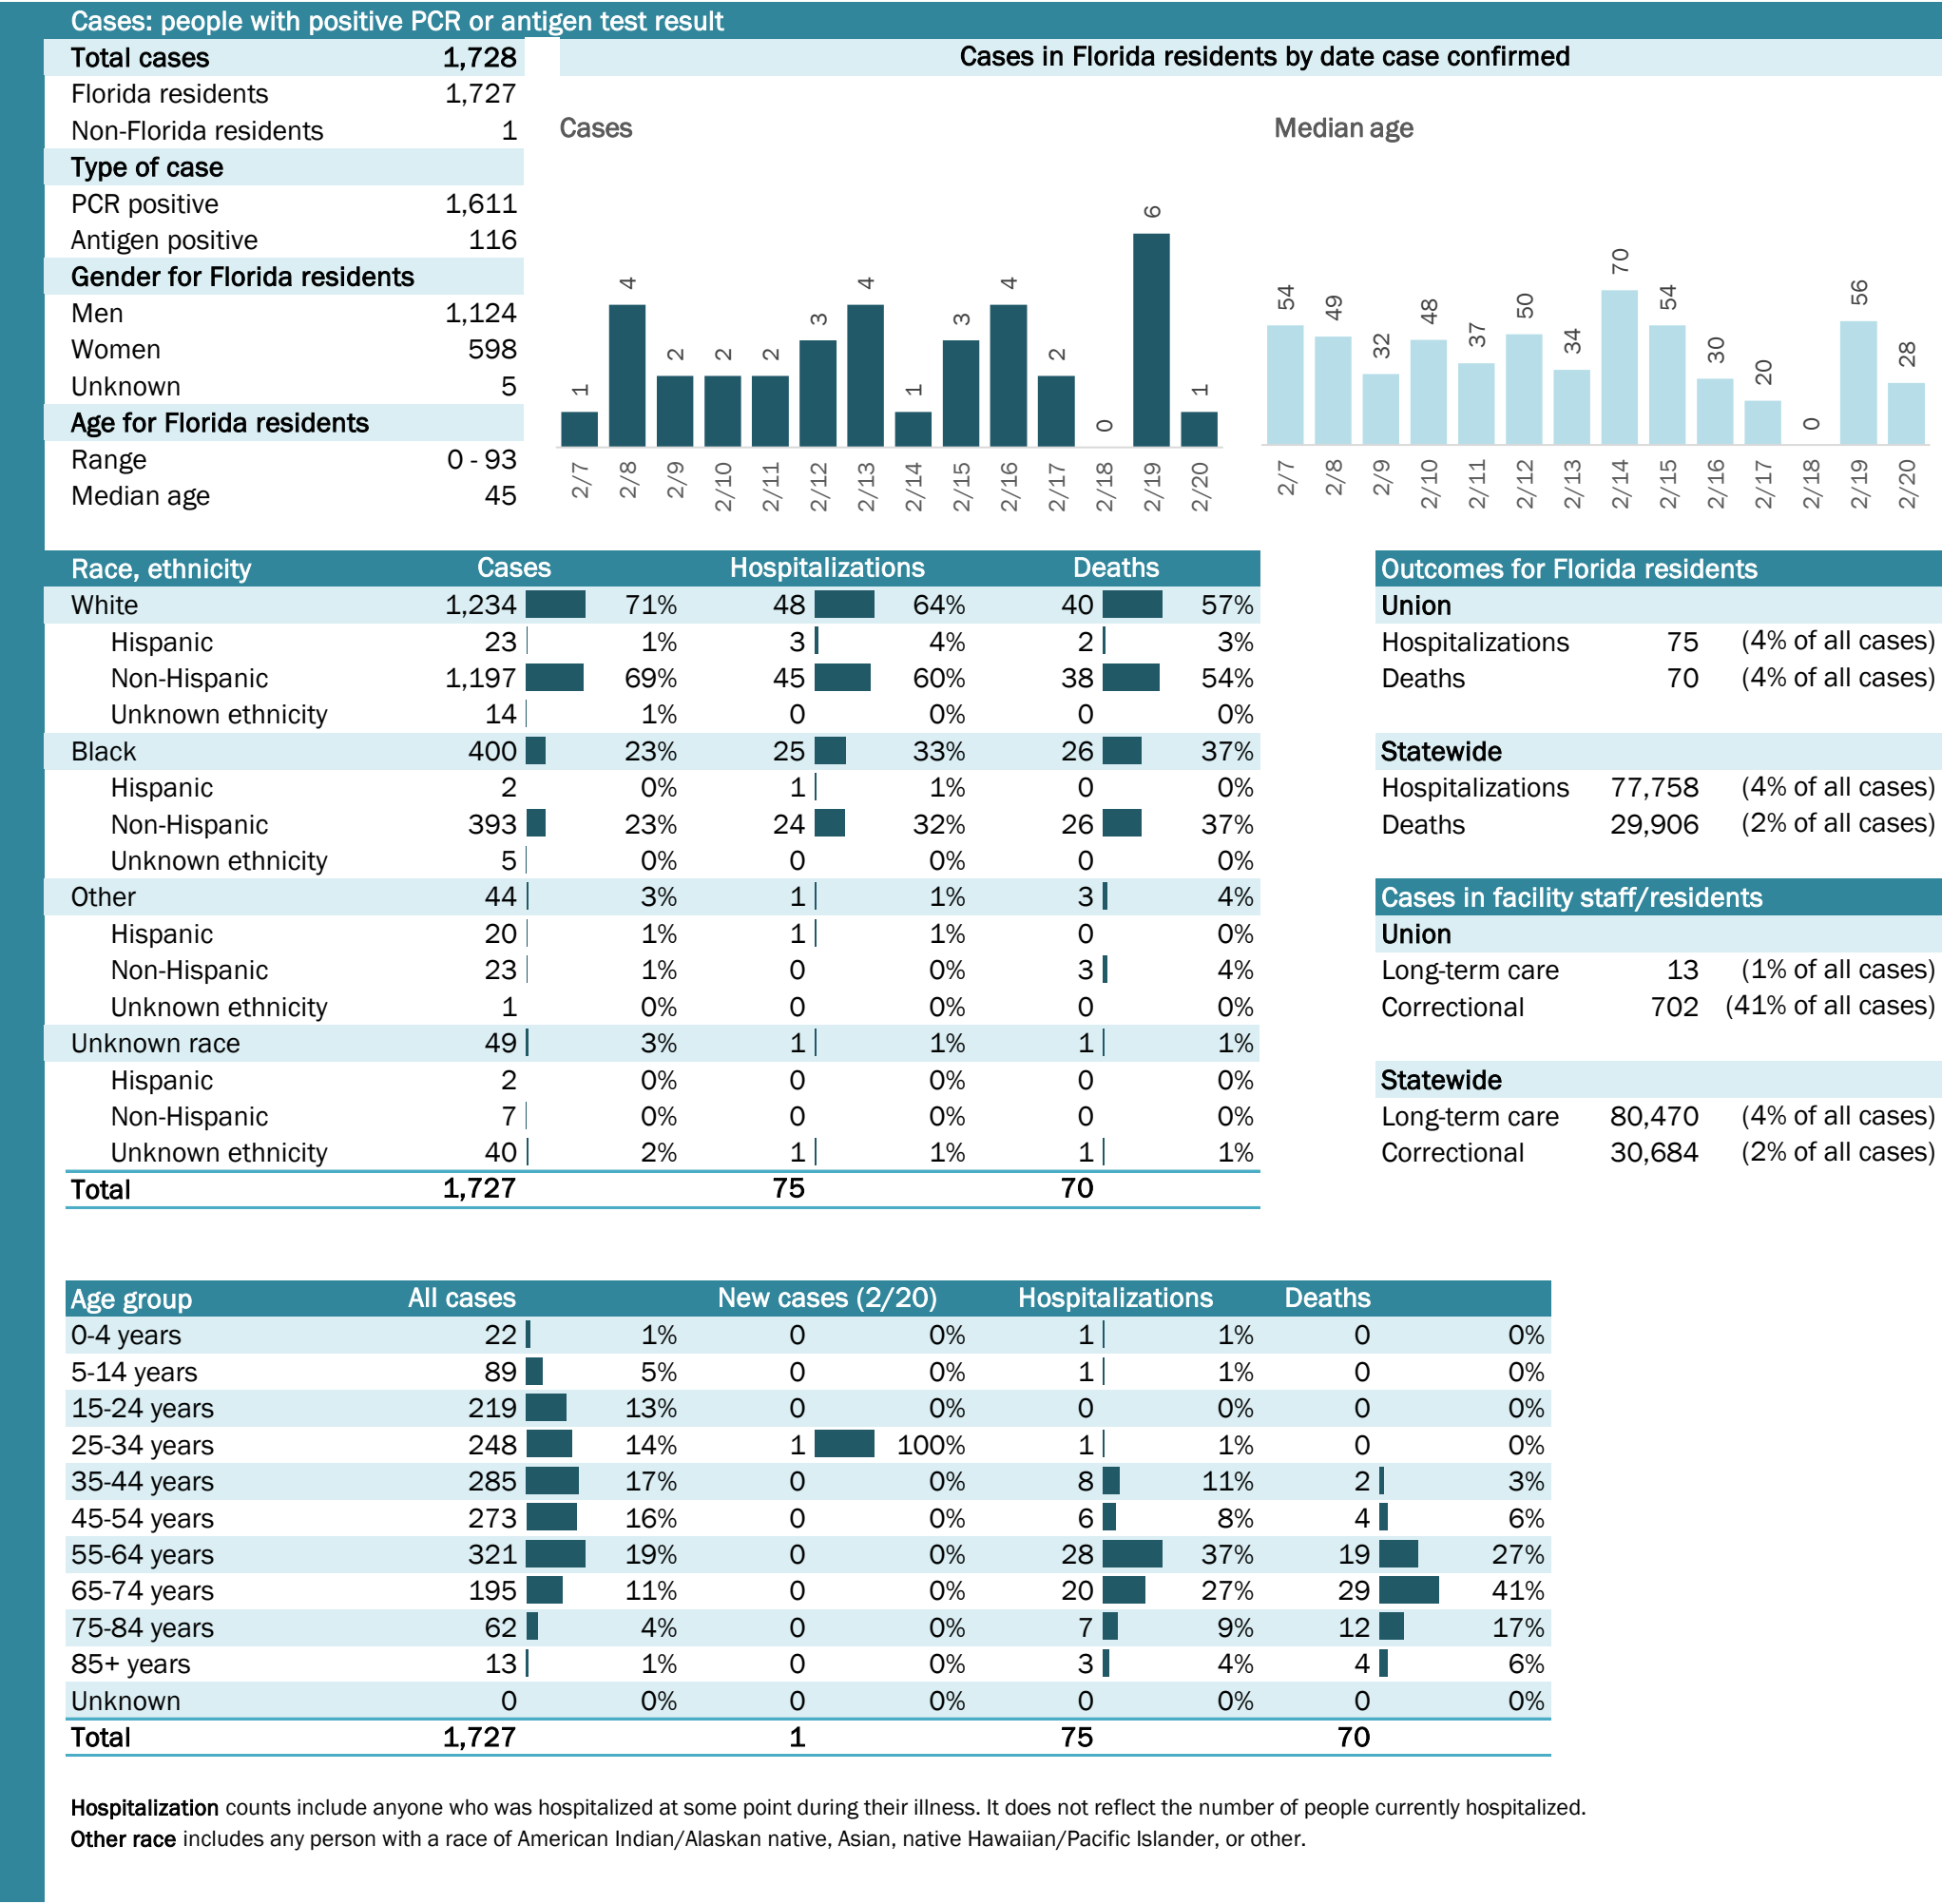 Cases: people with positive PCR or antigen test result
Total cases 1,728
Florida residents 1,727
Non-Florida residents 1
Type of case
PCR positive 1,611
Antigen positive 116
Gender for Florida residents
Men 1,124
Women 598
Unknown 5
Age for Florida residents
Range 0 - 93
Median age 45
Cases in Florida residents by date case confirmed
Cases
1 4 2 2 2 3 4 1 3 4 2 0 6 1
2/7 2/8 2/9 2/10 2/11 2/12 2/13 2/14 2/15 2/16 2/17 2/18 2/19 2/20
Median age
54 49 32 48 37 50 34 70 54 30 20 0 56 28
2/7 2/8 2/9 2/10 2/11 2/12 2/13 2/14 2/15 2/16 2/17 2/18 2/19 2/20
Race, ethnicity Cases Hospitalizations Deaths
White 1,234 71% 48 64% 40 57%
Hispanic 23 1% 3 4% 2 3%
Non-Hispanic 1,197 69% 45 60% 38 54%
Unknown ethnicity 14 1% 0 0% 0 0%
Black 400 23% 25 33% 26 37%
Hispanic 2 0% 1 1% 0 0%
Non-Hispanic 393 23% 24 32% 26 37%
Unknown ethnicity 5 0% 0 0% 0 0%
Other 44 3% 1 1% 3 4%
Hispanic 20 1% 1 1% 0 0%
Non-Hispanic 23 1% 0 0% 3 4%
Unknown ethnicity 1 0% 0 0% 0 0%
Unknown race 49 3% 1 1% 1 1%
Hispanic 2 0% 0 0% 0 0%
Non-Hispanic 7 0% 0 0% 0 0%
Unknown ethnicity 40 2% 1 1% 1 1%
Total 1,727 75 70
Outcomes for Florida residents
Union
Hospitalizations 75 (4% of all cases)
Deaths 70 (4% of all cases)
Statewide
Hospitalizations 77,758 (4% of all cases)
Deaths 29,906 (2% of all cases)
Cases in facility staff/residents
Union
Long-term care 13 (1% of all cases)
Correctional 702 (41% of all cases)
Statewide
Long-term care 80,470 (4% of all cases)
Correctional 30,684 (2% of all cases)
Age group All cases New cases (2/20) Hospitalizations Deaths
0-4 years 22 1% 0 0% 1 1% 0 0%
5-14 years 89 5% 0 0% 1 1% 0 0%
15-24 years 219 13% 0 0% 0 0% 0 0%
25-34 years 248 14% 1 100% 1 1% 0 0%
35-44 years 285 17% 0 0% 8 11% 2 3%
45-54 years 273 16% 0 0% 6 8% 4 6%
55-64 years 321 19% 0 0% 28 37% 19 27%
65-74 years 195 11% 0 0% 20 27% 29 41%
75-84 years 62 4% 0 0% 7 9% 12 17%
85+ years 13 1% 0 0% 3 4% 4 6%
Unknown 0 0% 0 0% 0 0% 0 0%
Total 1,727 1 75 70
Hospitalization counts include anyone who was hospitalized at some point during their illness. It does not reflect the number of people currently hospitalized.
Other race includes any person with a race of American Indian/Alaskan native, Asian, native Hawaiian/Pacific Islander, or other.